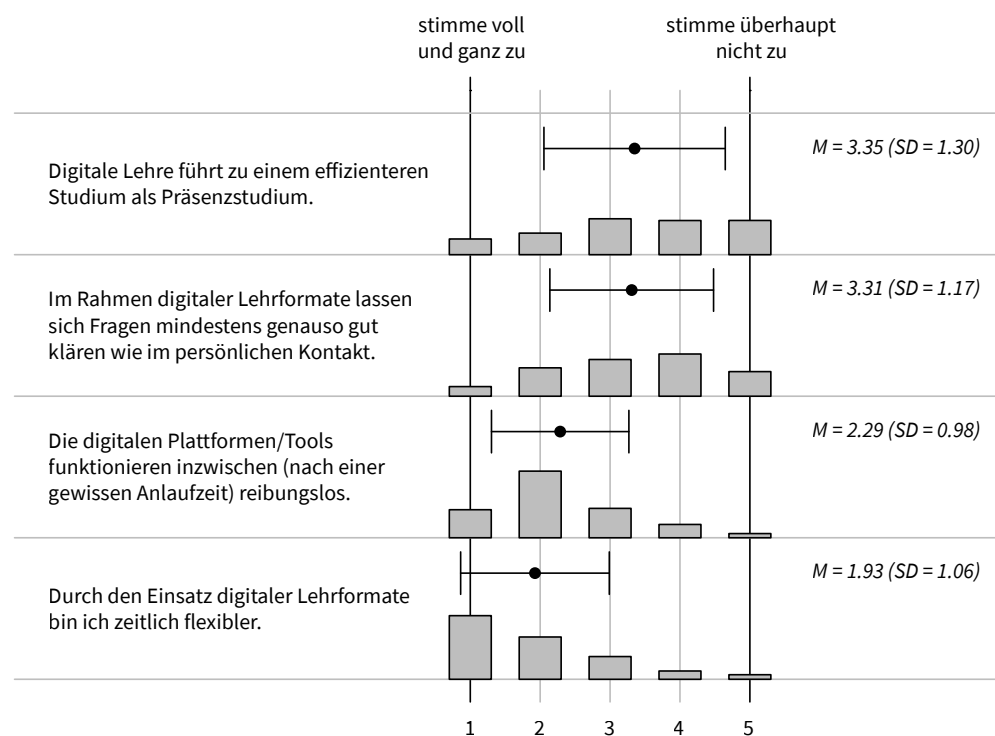 stimme voll
und ganz zu
stimme überhaupt
nicht zu
Digitale Lehre führt zu einem effizienteren
Studium als Präsenzstudium.
M = 3.35 (SD = 1.30)
Im Rahmen digitaler Lehrformate lassen
sich Fragen mindestens genauso gut
klären wie im persönlichen Kontakt.
M = 3.31 (SD = 1.17)
Die digitalen Plattformen/Tools
funktionieren inzwischen (nach einer
gewissen Anlaufzeit) reibungslos.
M = 2.29 (SD = 0.98)
Durch den Einsatz digitaler Lehrformate
bin ich zeitlich flexibler.
M = 1.93 (SD = 1.06)
1 2 3 4 5